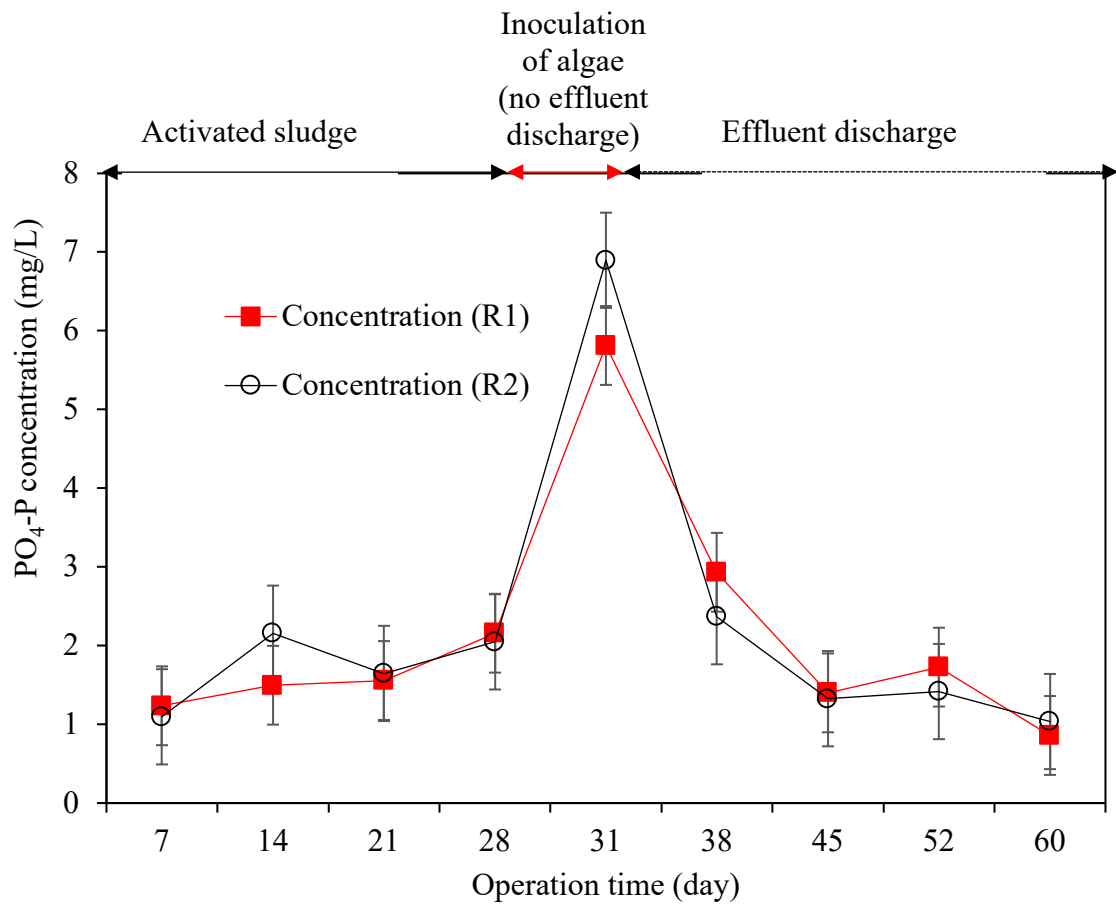 Inoculation
of algae
(no effluent
discharge)
Activated sludge
Effluent discharge
8
7
6
5
4
3
2
1
0
PO₄-P concentration (mg/L)
Concentration (R1)
Concentration (R2)
7 14 21 28 31 38 45 52 60
Operation time (day)